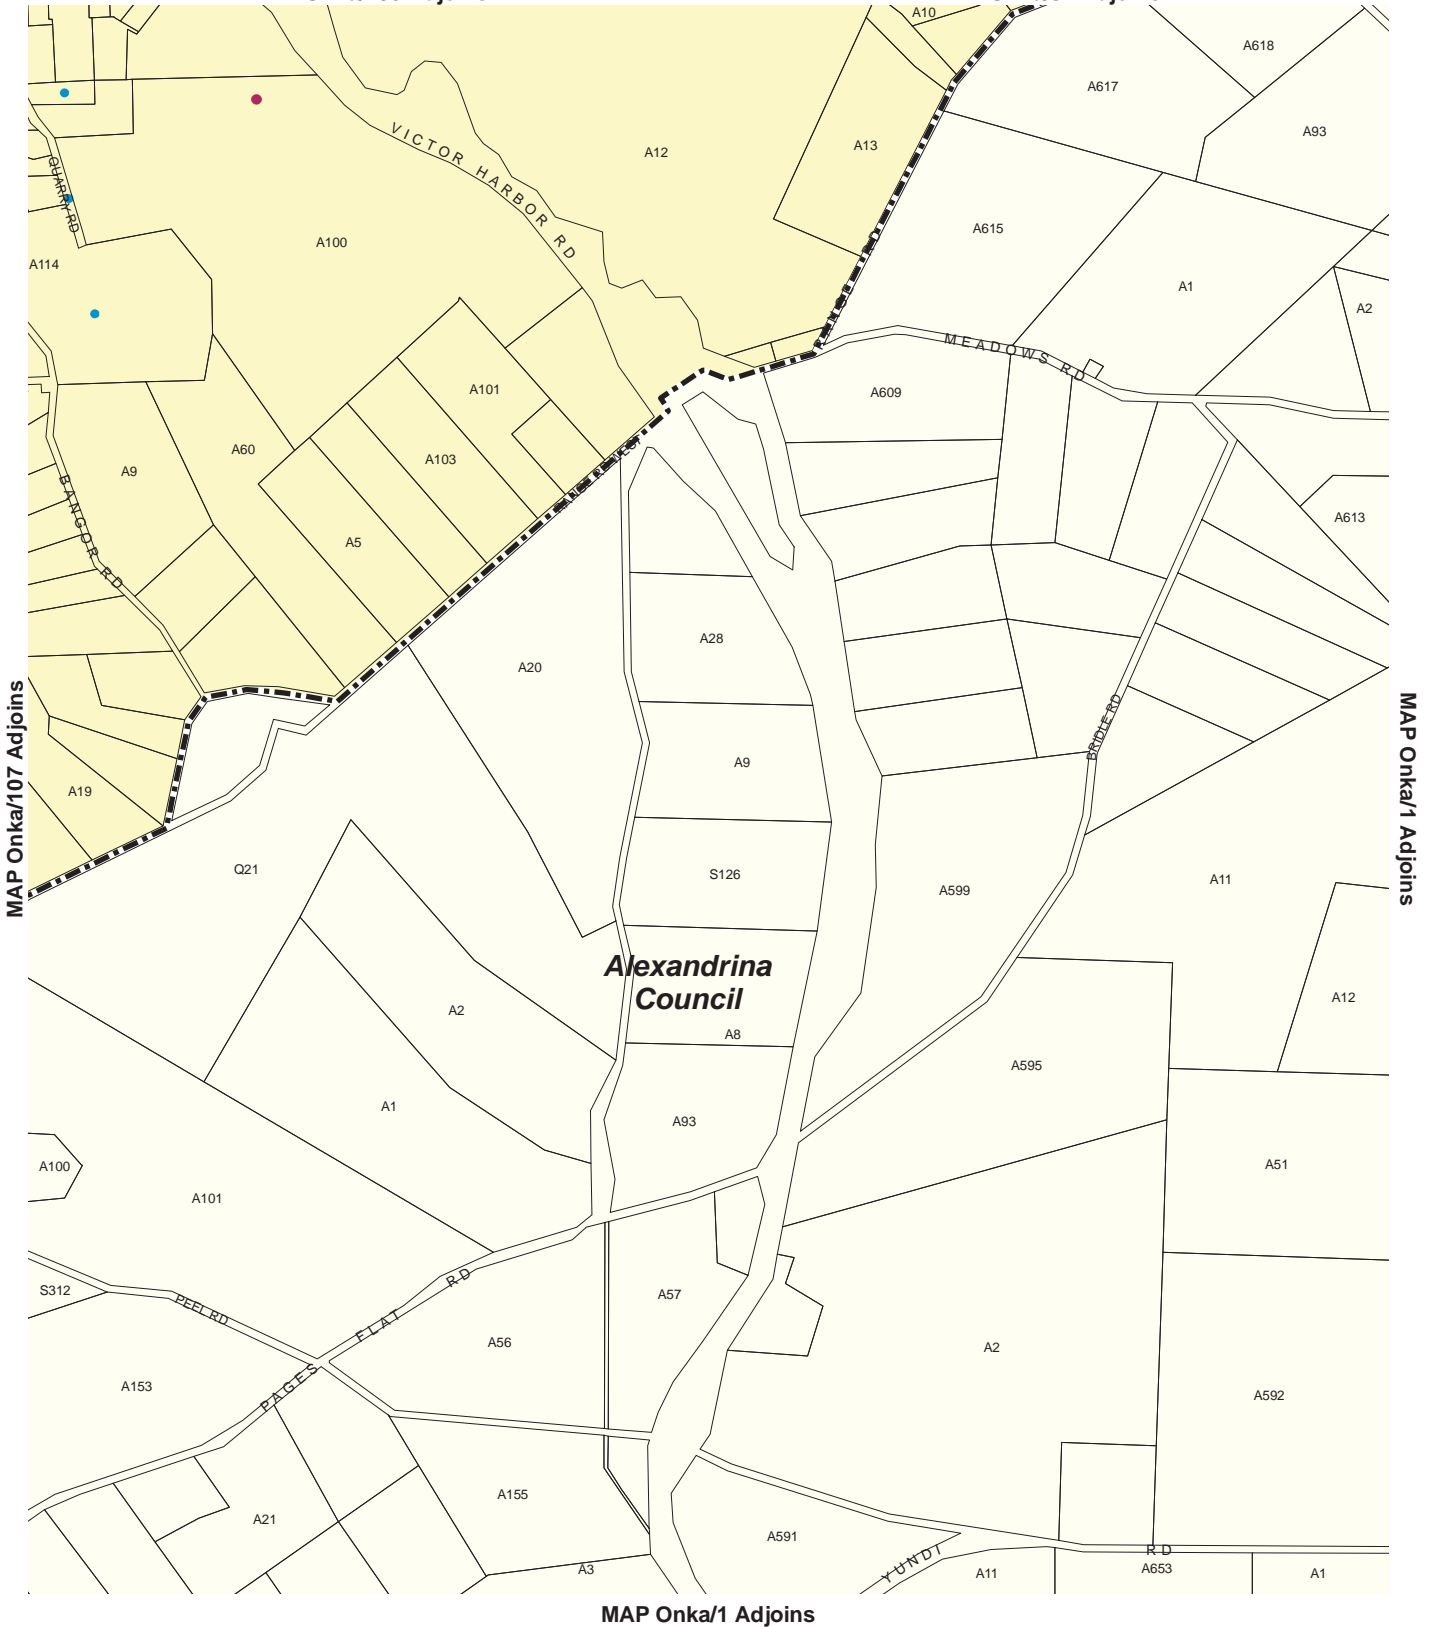 A10
A618
A617
A93
A12
A13
VICTOR HARBOR RD
QUARRY RD
A615
A100
A114
A1
A2
MEADOWS RD
A101
A609
A60
A103
A9
A613
BANGOR RD
A5
A28
A20
MAP Onka/107 Adjoins
MAP Onka/1 Adjoins
BRIDLE RD
A9
A19
Q21
S126
A599
A11
Alexandrina
Council
A12
A2
A8
A595
A1
A93
A100
A51
A101
S312
RD
A57
PEEL RD
FLAT
A56
A2
PAGES
A153
A592
A155
A21
A591
YUNDI
RD
A3
A11
A653
A1
MAP Onka/1 Adjoins